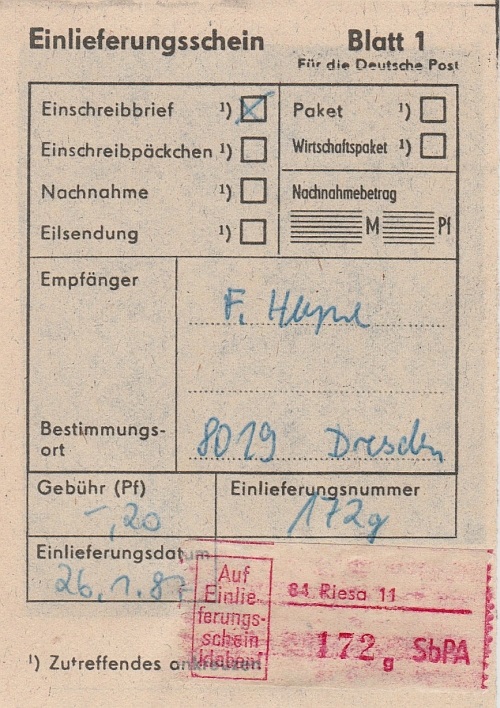 Einlieferungsschein Blatt 1
Für die Deutsche Post
Einschreibbrief ¹)
Paket ¹)
Einschreibpäckchen ¹)
Wirtschaftspaket ¹)
Nachnahme ¹)
Nachnahmebetrag
M Pf
Eilsendung ¹)
Empfänger
F.
Bestimmungs-
ort
8019 Dresden
Gebühr (Pf)
-,20
Einlieferungsnummer
172g
Einlieferungsdatum
26.1.87
Auf
Einlie-
ferungs-
schein
kleben!
84 Riesa 11
172 g SbPA
¹) Zutreffendes ankreuzen